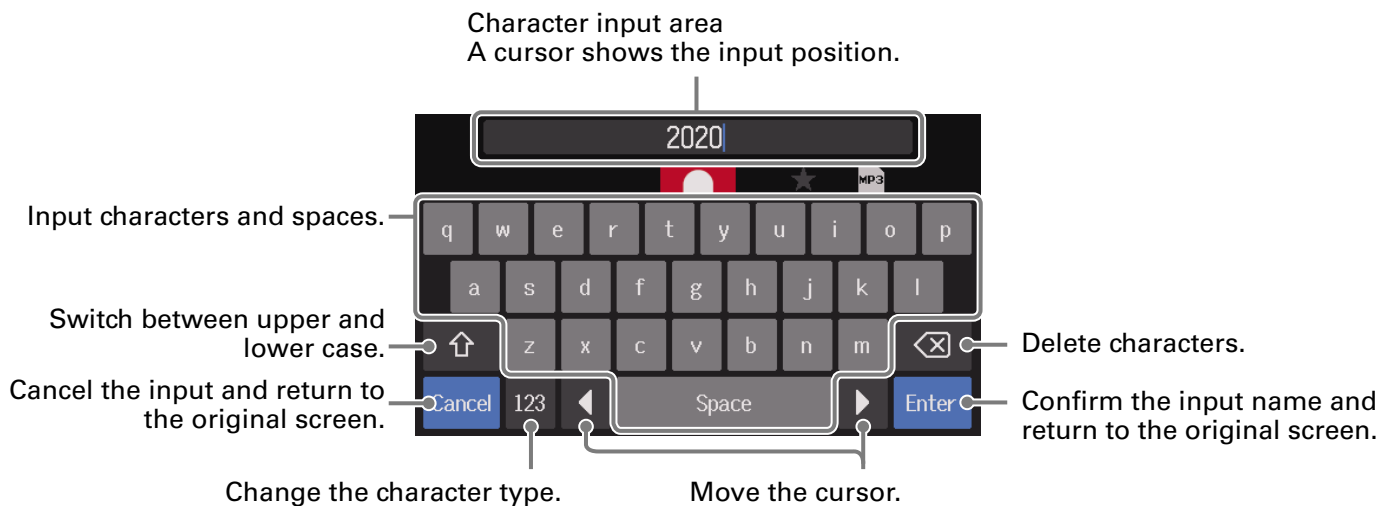 Character input area
A cursor shows the input position.
2020
MP3
Input characters and spaces.
q w e r t y u i o p
a s d f g h j k l
Switch between upper and
lower case.
z x c v b n m
Delete characters.
Cancel the input and return to
the original screen.
Cancel 123 Space Enter
Confirm the input name and
return to the original screen.
Change the character type.
Move the cursor.